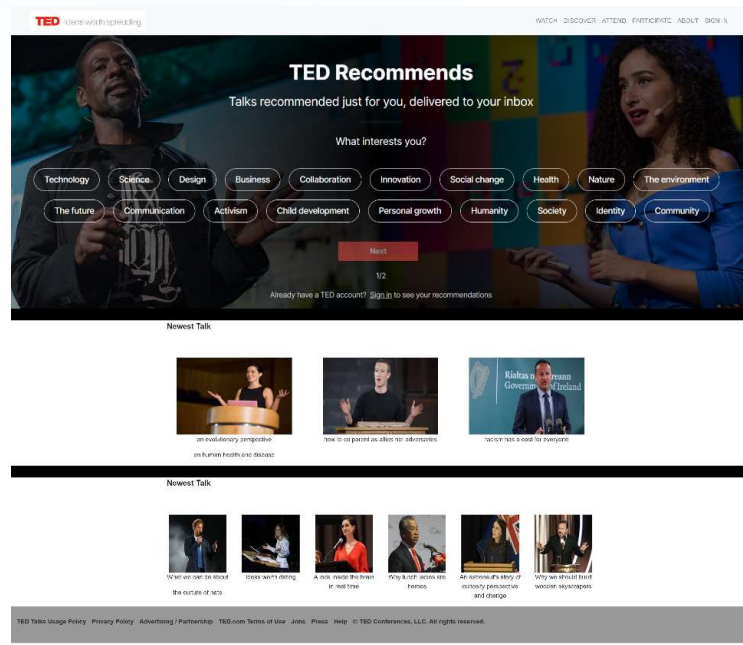 TED Ideas worth spreading
WATCH DISCOVER ATTEND PARTICIPATE ABOUT SIGN IN
TED Recommends
Talks recommended just for you, delivered to your inbox
What interests you?
Technology Science Design Business Collaboration Innovation Social change Health Nature The environment
The future Communication Activism Child development Personal growth Humanity Society Identity Community
Next
1/2
Already have a TED account? Sign in to see your recommendations
Newest Talk
Rialtas na hÉireann
Government of Ireland
an evolutionary perspective
on human health and disease
how to co parent as allies not adversaries
racism has a cost for everyone
Newest Talk
What we can do about
the culture of hate
Ideas worth dating
A look inside the brain
in real time
Why lunch ladies are
heroes
An astronaut's story of
curiosity perspective
and change
Why we should build
wooden skyscrapers
TED Talks Usage Policy Privacy Policy Advertising / Partnership TED.com Terms of Use Jobs Press Help © TED Conferences, LLC. All rights reserved.